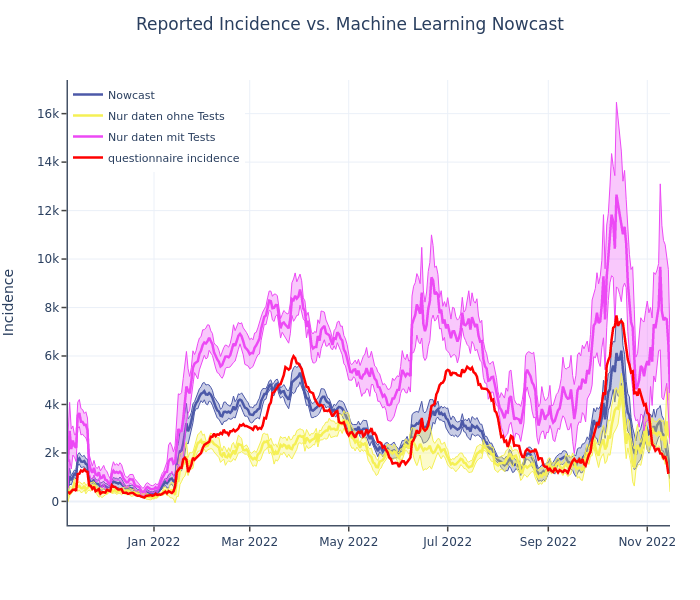 Reported Incidence vs. Machine Learning Nowcast
Nowcast
Nur daten ohne Tests
Nur daten mit Tests
questionnaire incidence
Incidence
16k
14k
12k
10k
8k
6k
4k
2k
0
Jan 2022
Mar 2022
May 2022
Jul 2022
Sep 2022
Nov 2022